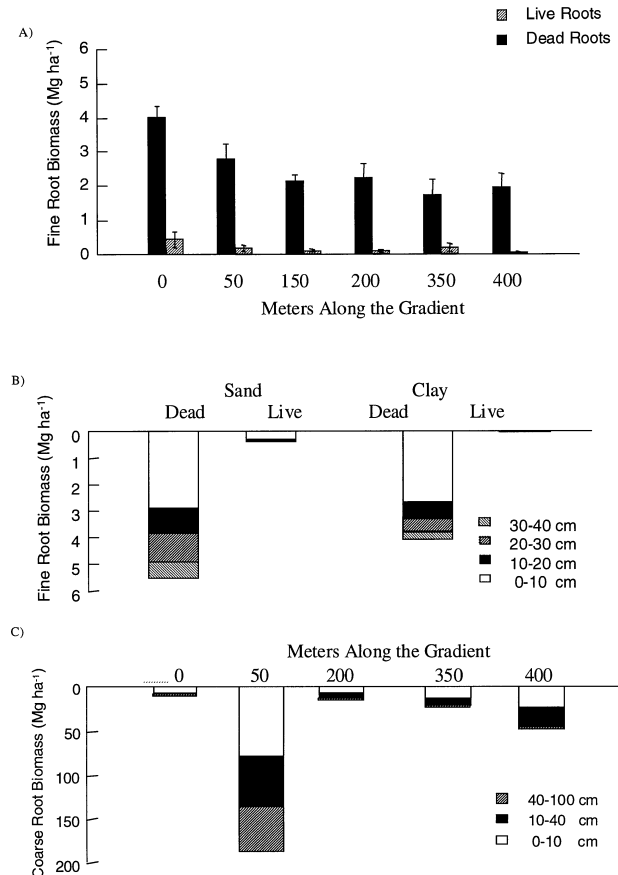 Live Roots
Dead Roots
A)
Fine Root Biomass (Mg ha⁻¹)
6
5
4
3
2
1
0
0 50 150 200 350 400
Meters Along the Gradient
B)
Sand Clay
Dead Live Dead Live
Fine Root Biomass (Mg ha⁻¹)
0
1
2
3
4
5
6
30-40 cm
20-30 cm
10-20 cm
0-10 cm
C)
Meters Along the Gradient
0 50 200 350 400
Coarse Root Biomass (Mg ha⁻¹)
0
50
100
150
200
40-100 cm
10-40 cm
0-10 cm